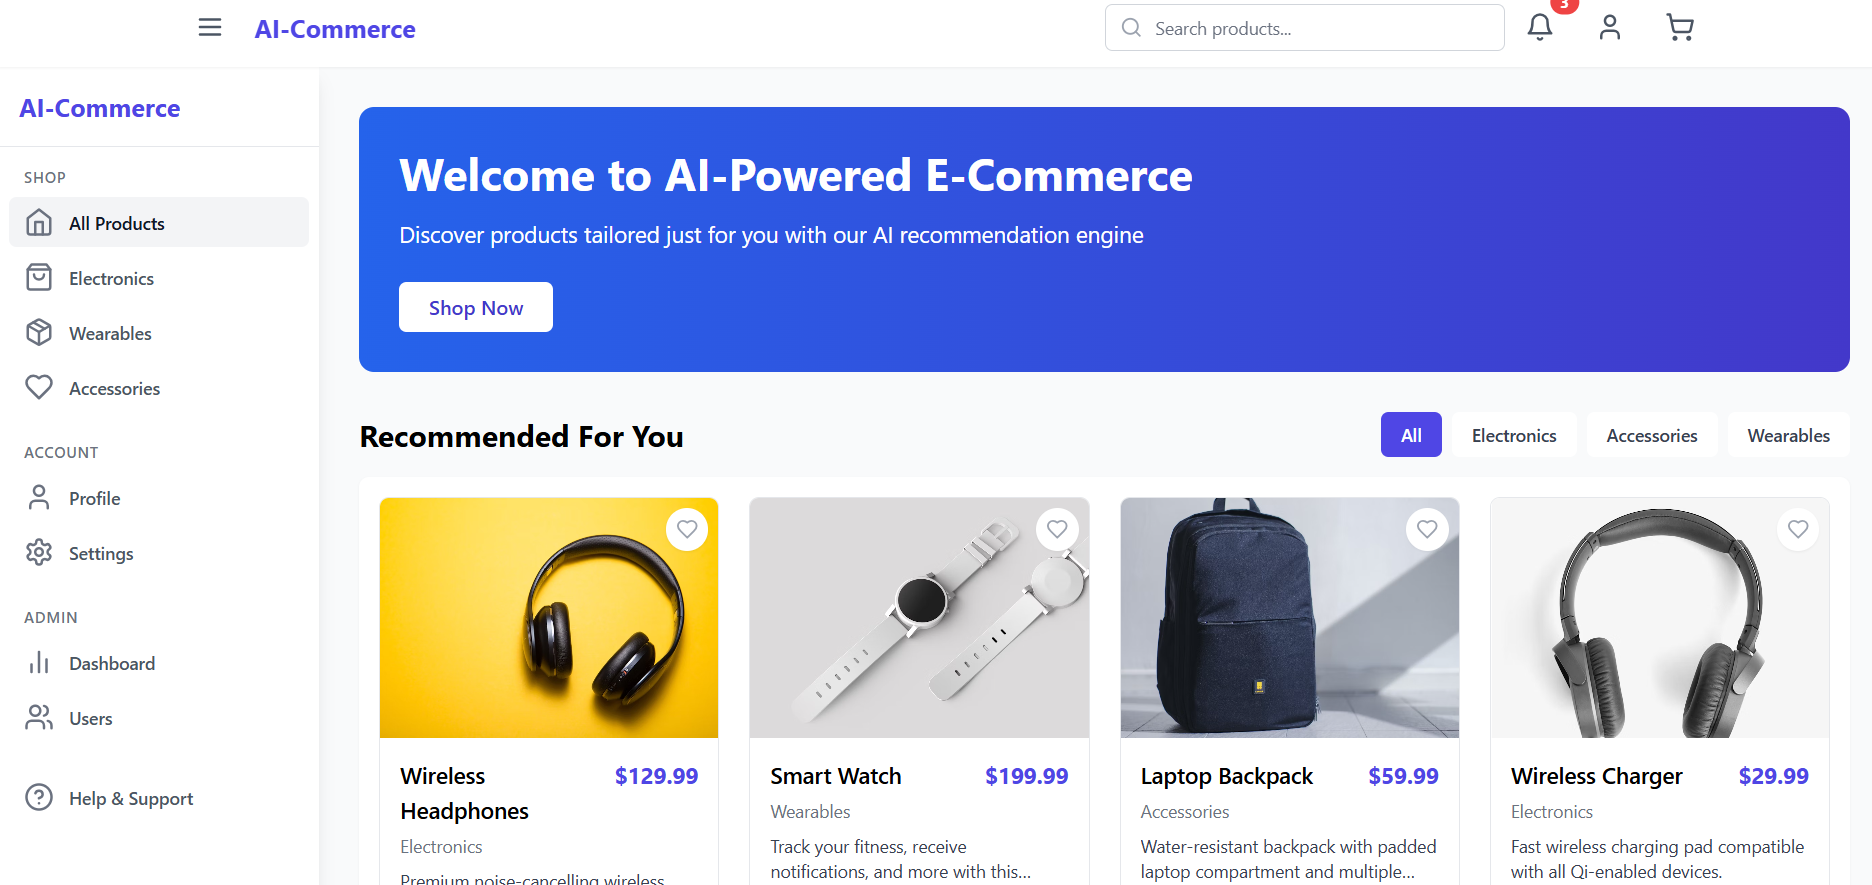 AI-Commerce
Search products...
3
AI-Commerce
SHOP
All Products
Electronics
Wearables
Accessories
ACCOUNT
Profile
Settings
ADMIN
Dashboard
Users
Help & Support
Welcome to AI-Powered E-Commerce
Discover products tailored just for you with our AI recommendation engine
Shop Now
Recommended For You
All
Electronics
Accessories
Wearables
Wireless Headphones
$129.99
Electronics
Premium noise-cancelling wireless
Smart Watch
$199.99
Wearables
Track your fitness, receive
notifications, and more with this...
Laptop Backpack
$59.99
Accessories
Water-resistant backpack with padded
laptop compartment and multiple...
Wireless Charger
$29.99
Electronics
Fast wireless charging pad compatible
with all Qi-enabled devices.